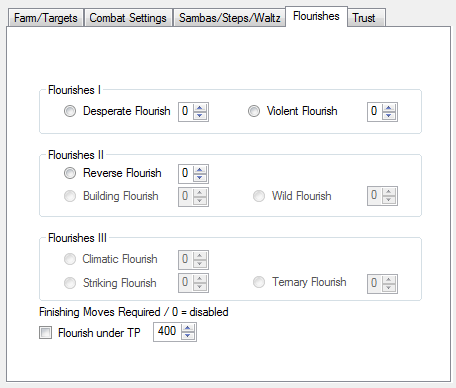 Farm/Targets Combat Settings Sambas/Steps/Waltz Flourishes Trust
Flourishes I
Desperate Flourish 0 Violent Flourish 0
Flourishes II
Reverse Flourish 0
Building Flourish 0 Wild Flourish 0
Flourishes III
Climatic Flourish 0
Striking Flourish 0 Ternary Flourish 0
Finishing Moves Required / 0 = disabled
Flourish under TP 400